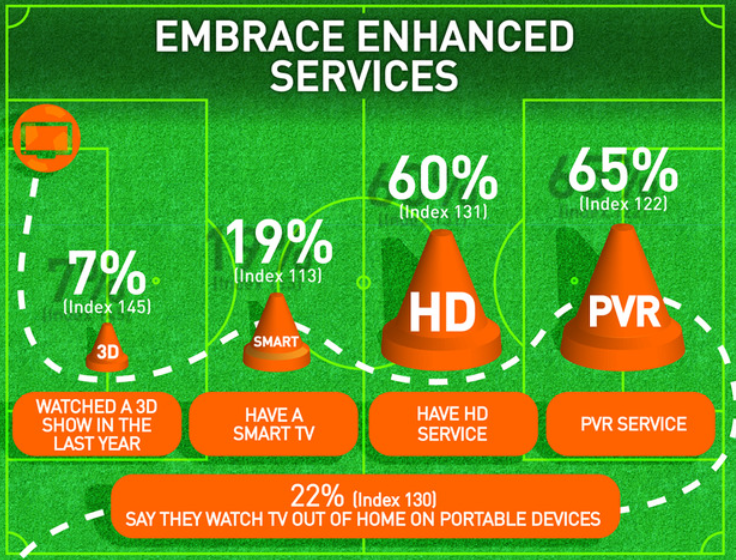 EMBRACE ENHANCED
SERVICES
7%
(Index 145)
3D
WATCHED A 3D
SHOW IN THE
LAST YEAR
19%
(Index 113)
SMART
HAVE A
SMART TV
60%
(Index 131)
HD
HAVE HD
SERVICE
65%
(Index 122)
PVR
PVR SERVICE
22% (Index 130)
SAY THEY WATCH TV OUT OF HOME ON PORTABLE DEVICES